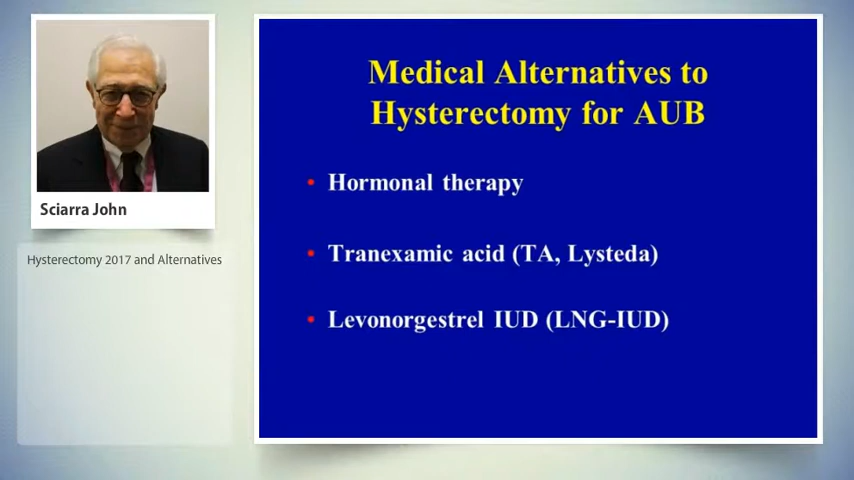 Sciarra John
Hysterectomy 2017 and Alternatives
Medical Alternatives to
Hysterectomy for AUB
• Hormonal therapy
• Tranexamic acid (TA, Lysteda)
• Levonorgestrel IUD (LNG-IUD)